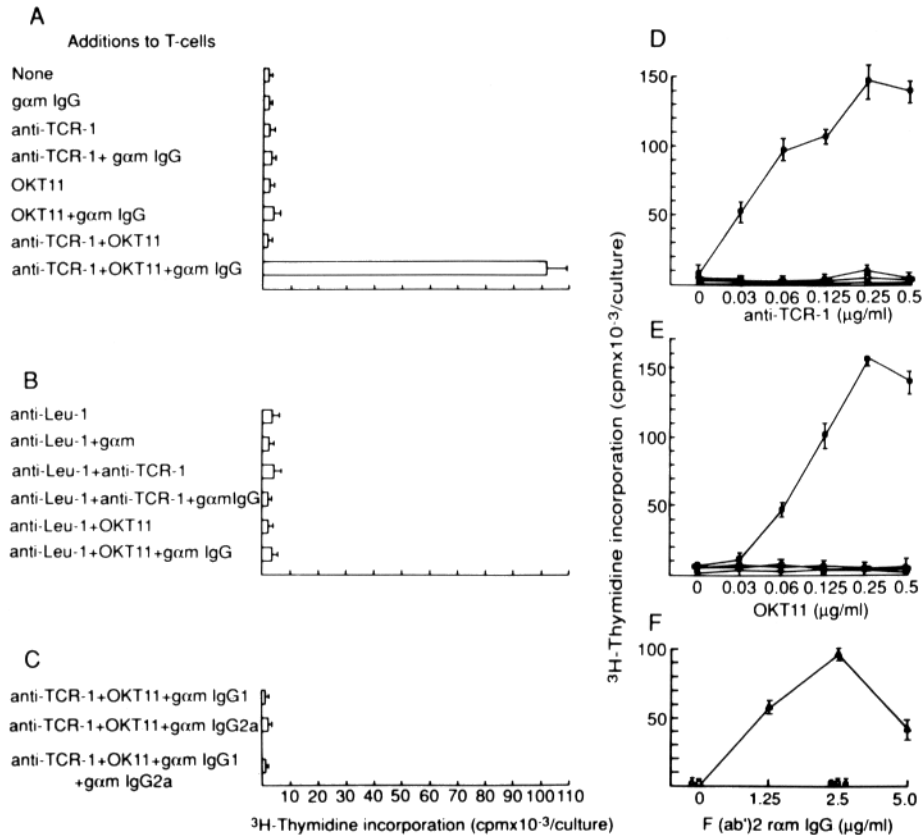 A
Additions to T-cells
None
gαm IgG
anti-TCR-1
anti-TCR-1+ gαm IgG
OKT11
OKT11+gαm IgG
anti-TCR-1+OKT11
anti-TCR-1+OKT11+gαm IgG
B
anti-Leu-1
anti-Leu-1+gαm
anti-Leu-1+anti-TCR-1
anti-Leu-1+anti-TCR-1+gαmIgG
anti-Leu-1+OKT11
anti-Leu-1+OKT11+gαm IgG
C
anti-TCR-1+OKT11+gαm IgG1
anti-TCR-1+OKT11+gαm IgG2a
anti-TCR-1+OK11+gαm IgG1
+gαm IgG2a
10 20 30 40 50 60 70 80 90 100 110
³H-Thymidine incorporation (cpmx10⁻³/culture)
³H-Thymidine incorporation (cpmx10⁻³/culture)
D
150
100
50
0 0.03 0.06 0.125 0.25 0.5
anti-TCR-1 (μg/ml)
E
150
100
50
0 0.03 0.06 0.125 0.25 0.5
OKT11 (μg/ml)
F
100
50
0 1.25 2.5 5.0
F (ab')2 rαm IgG (μg/ml)